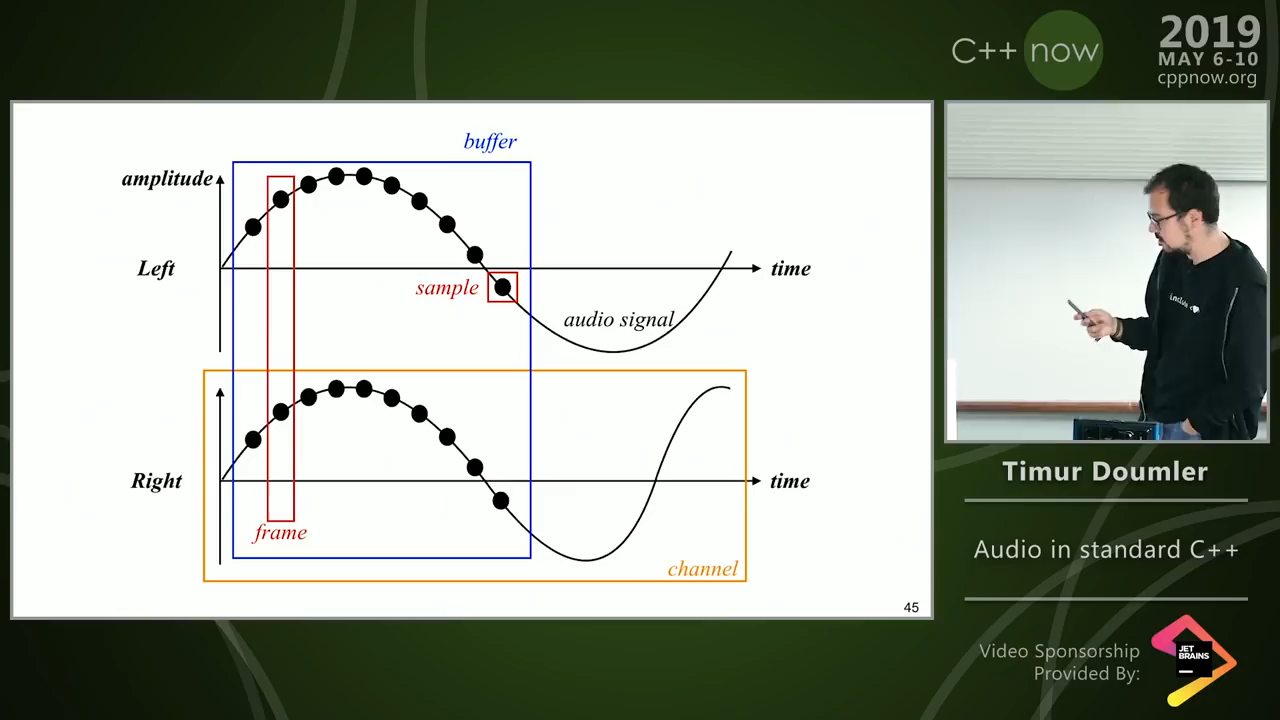 C++ now
2019
MAY 6-10
cppnow.org
buffer
amplitude
Left
time
sample
audio signal
Right
time
frame
channel
45
Timur Doumler
Audio in standard C++
Video Sponsorship
Provided By:
JET
BRAINS